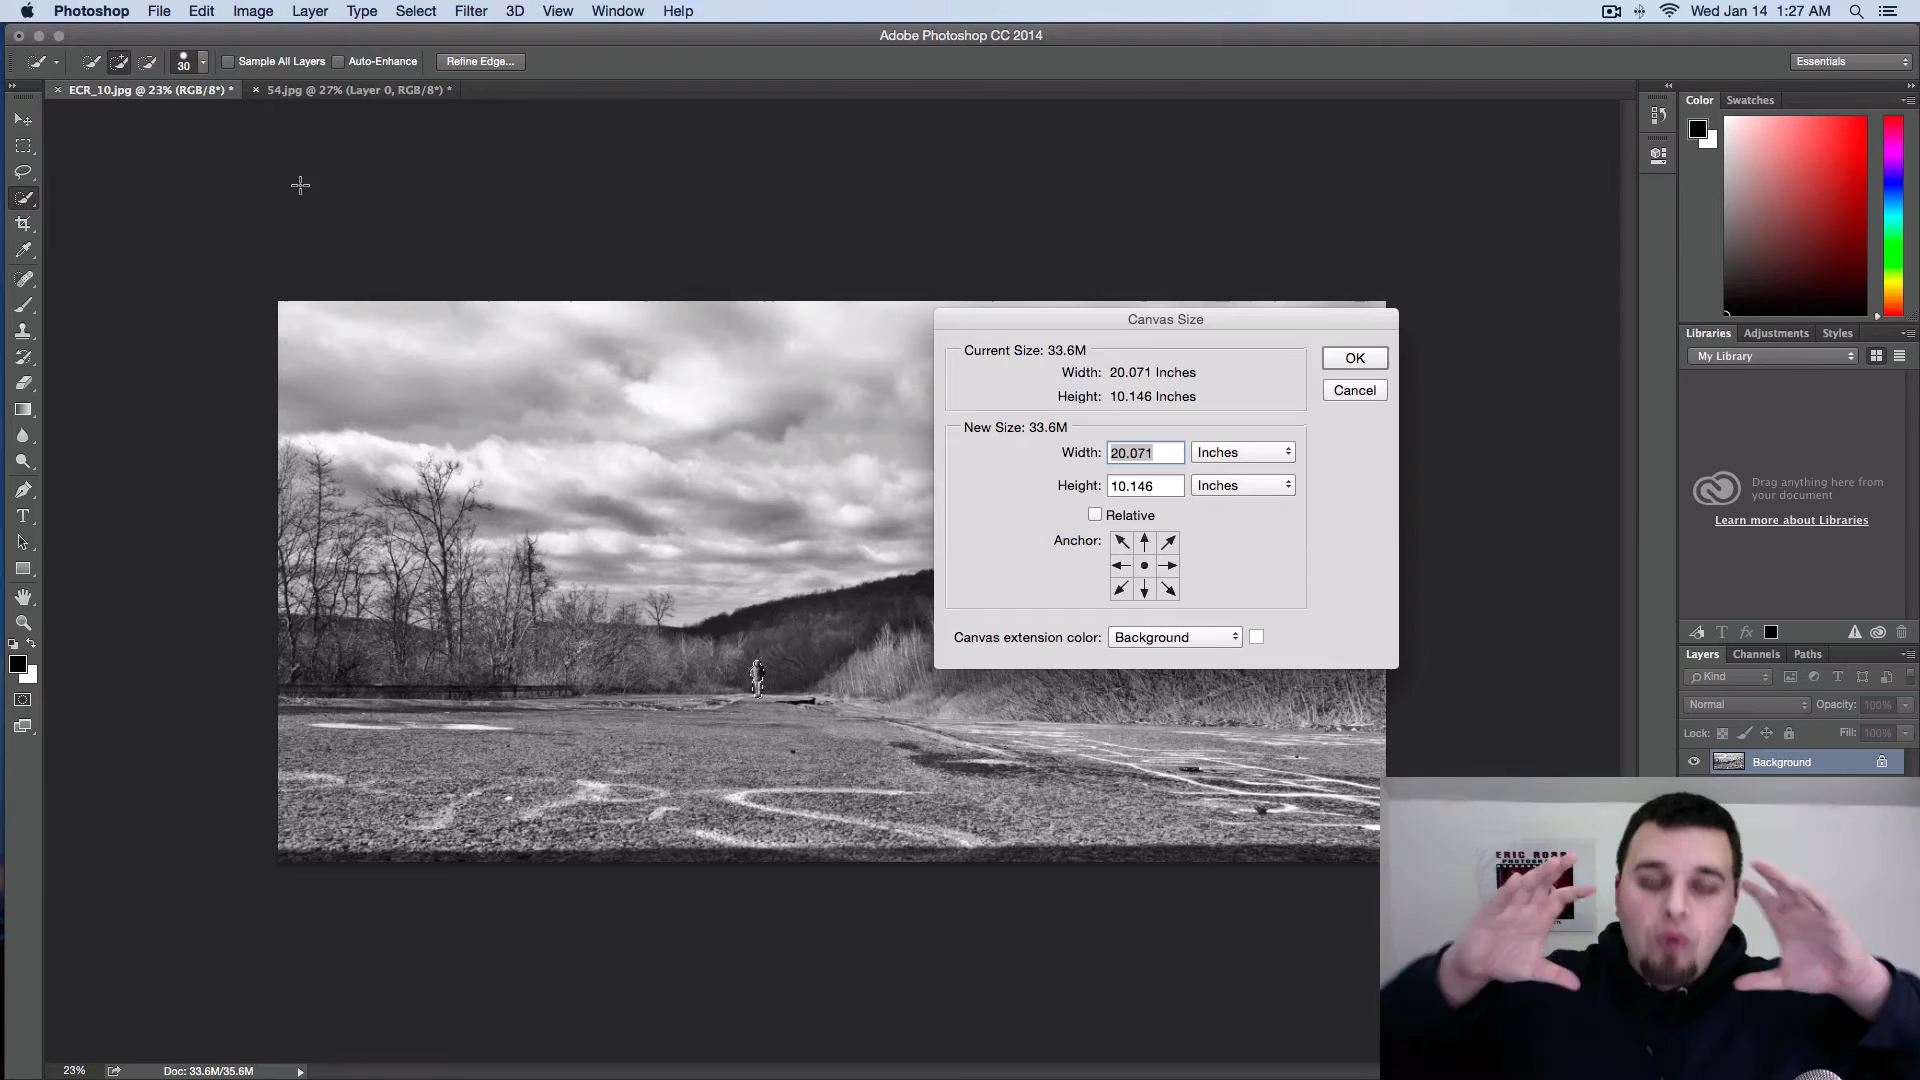 Photoshop File Edit Image Layer Type Select Filter 3D View Window Help Wed Jan 14 1:27 AM
Adobe Photoshop CC 2014
30 Sample All Layers Auto-Enhance Refine Edge... Essentials
ECR_10.jpg @ 23% (RGB/8*) * 54.jpg @ 27% (Layer 0, RGB/8*) *
Color Swatches
Canvas Size
Current Size: 33.6M
Width: 20.071 Inches
Height: 10.146 Inches
OK
Cancel
New Size: 33.6M
Width: 20.071 Inches
Height: 10.146 Inches
Relative
Anchor:
Canvas extension color: Background
Libraries Adjustments Styles
My Library
Drag anything here from
your document
Learn more about Libraries
Layers Channels Paths
Kind
Normal Opacity: 100%
Lock: Fill: 100%
Background
ERIC ROSS
23% Doc: 33.6M/35.6M